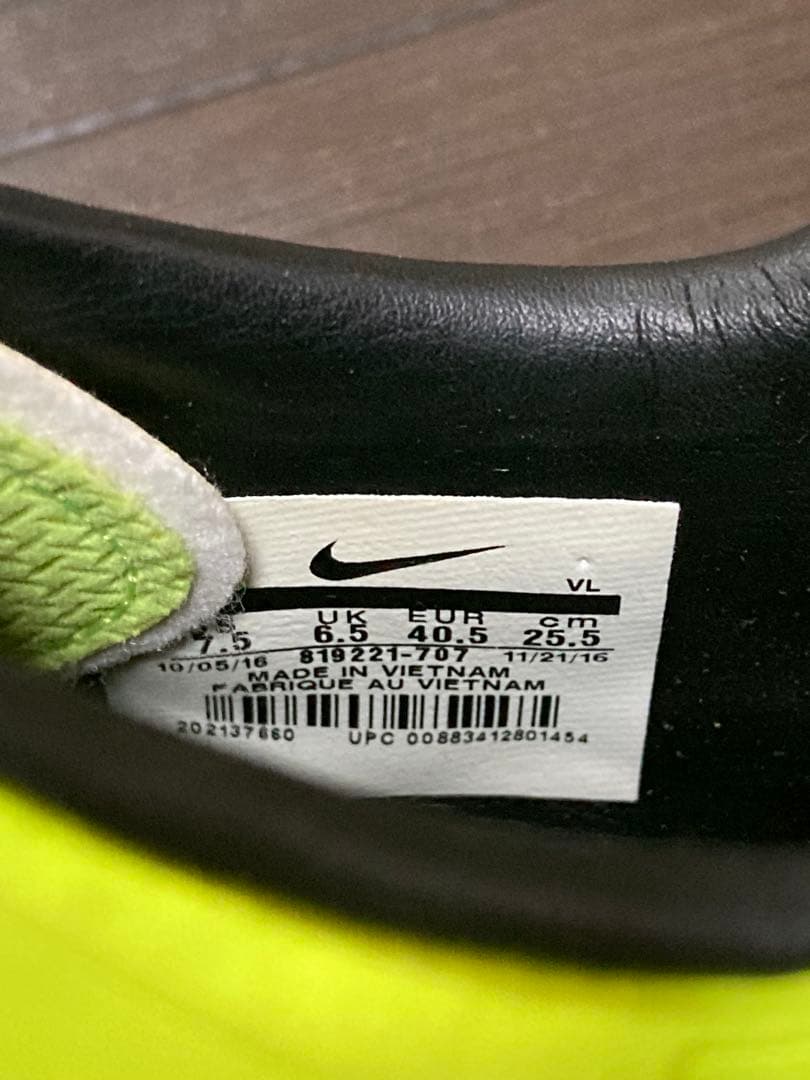 VL
UK EUR cm
7.5 6.5 40.5 25.5
10/05/16 819221-707 11/21/16
MADE IN VIETNAM
FABRIQUE AU VIETNAM
202137660 UPC 00883412801454